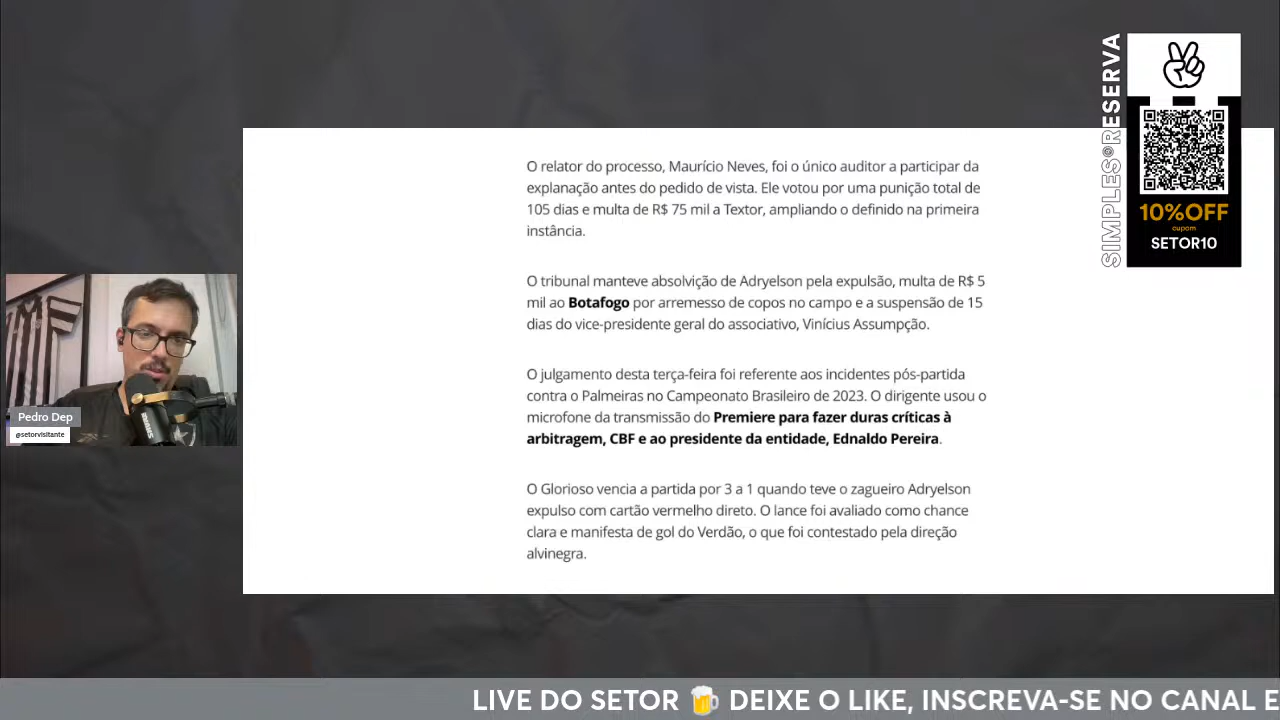 SIMPLES®RESERVA
10%OFF
cupom
SETOR10
O relator do processo, Maurício Neves, foi o único auditor a participar da
explanação antes do pedido de vista. Ele votou por uma punição total de
105 dias e multa de R$ 75 mil a Textor, ampliando o definido na primeira
instância.
O tribunal manteve absolvição de Adryelson pela expulsão, multa de R$ 5
mil ao Botafogo por arremesso de copos no campo e a suspensão de 15
dias do vice-presidente geral do associativo, Vinícius Assumpção.
O julgamento desta terça-feira foi referente aos incidentes pós-partida
contra o Palmeiras no Campeonato Brasileiro de 2023. O dirigente usou o
microfone da transmissão do Premiere para fazer duras críticas à
arbitragem, CBF e ao presidente da entidade, Ednaldo Pereira.
O Glorioso vencia a partida por 3 a 1 quando teve o zagueiro Adryelson
expulso com cartão vermelho direto. O lance foi avaliado como chance
clara e manifesta de gol do Verdão, o que foi contestado pela direção
alvinegra.
Pedro Dep
@setorvisitante
LIVE DO SETOR 🍺 DEIXE O LIKE, INSCREVA-SE NO CANAL E